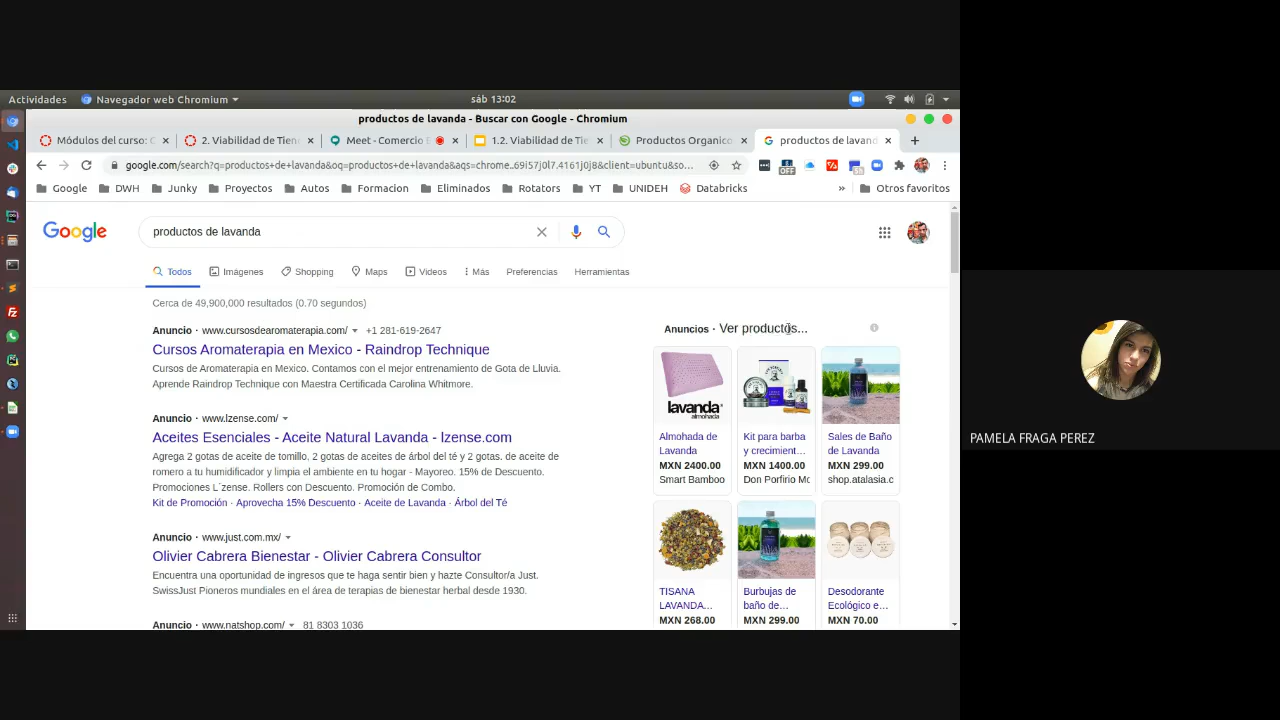 Actividades
Navegador web Chromium
sáb 13:02
productos de lavanda - Buscar con Google - Chromium
Módulos del curso: C
2. Viabilidad de Tien
Meet - Comercio E
1.2. Viabilidad de Tie
Productos Organico
productos de lavand
google.com/search?q=productos+de+lavanda&oq=productos+de+lavanda&aqs=chrome..69i57j0l7.4161j0j8&client=ubuntu&so...
OFF
5h
Google
DWH
Junky
Proyectos
Autos
Formacion
Eliminados
Rotators
YT
UNIDEH
Databricks
»
Otros favoritos
Google
productos de lavanda
Todos
Imágenes
Shopping
Maps
Videos
Más
Preferencias
Herramientas
Cerca de 49,900,000 resultados (0.70 segundos)
Anuncio · www.cursosdearomaterapia.com/ +1 281-619-2647
Cursos Aromaterapia en Mexico - Raindrop Technique
Cursos de Aromaterapia en Mexico. Contamos con el mejor entrenamiento de Gota de Lluvia.
Aprende Raindrop Technique con Maestra Certificada Carolina Whitmore.
Anuncio · www.lzense.com/
Aceites Esenciales - Aceite Natural Lavanda - lzense.com
Agrega 2 gotas de aceite de tomillo, 2 gotas de aceites de árbol del té y 2 gotas. de aceite de
romero a tu humidificador y limpia el ambiente en tu hogar - Mayoreo. 15% de Descuento.
Promociones L´zense. Rollers con Descuento. Promoción de Combo.
Kit de Promoción · Aprovecha 15% Descuento · Aceite de Lavanda · Árbol del Té
Anuncio · www.just.com.mx/
Olivier Cabrera Bienestar - Olivier Cabrera Consultor
Encuentra una oportunidad de ingresos que te haga sentir bien y hazte Consultor/a Just.
SwissJust Pioneros mundiales en el área de terapias de bienestar herbal desde 1930.
Anuncio · www.natshop.com/ 81 8303 1036
Anuncios · Ver productos...
lavanda
almohada
Almohada de
Lavanda
MXN 2400.00
Smart Bamboo
Kit para barba
y crecimient...
MXN 1400.00
Don Porfirio Mo
Sales de Baño
de Lavanda
MXN 299.00
shop.atalasia.c
TISANA
LAVANDA...
MXN 268.00
Burbujas de
baño de...
MXN 299.00
Desodorante
Ecológico e...
MXN 70.00
PAMELA FRAGA PEREZ